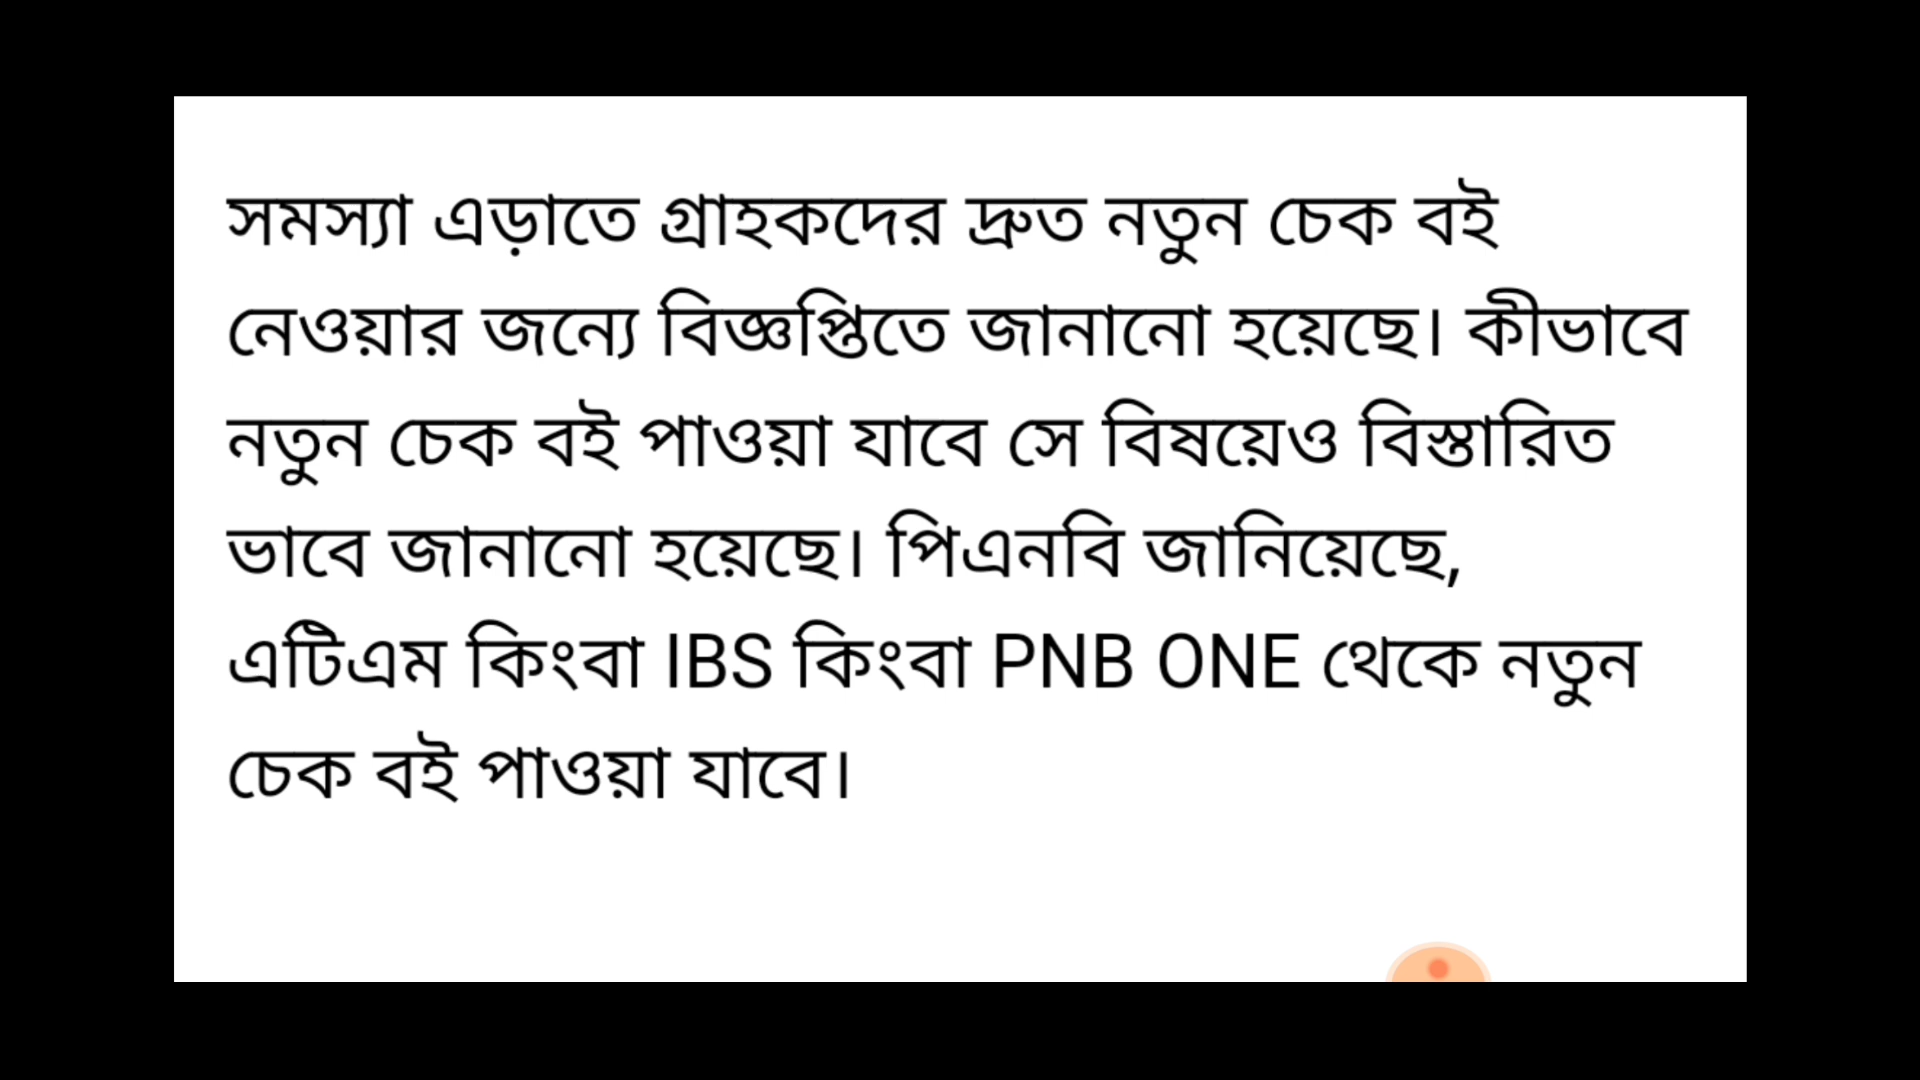 সমস্যা এড়াতে গ্রাহকদের দ্রুত নতুন চেক বই
নেওয়ার জন্যে বিজ্ঞপ্তিতে জানানো হয়েছে। কীভাবে
নতুন চেক বই পাওয়া যাবে সে বিষয়েও বিস্তারিত
ভাবে জানানো হয়েছে। পিএনবি জানিয়েছে,
এটিএম কিংবা IBS কিংবা PNB ONE থেকে নতুন
চেক বই পাওয়া যাবে।